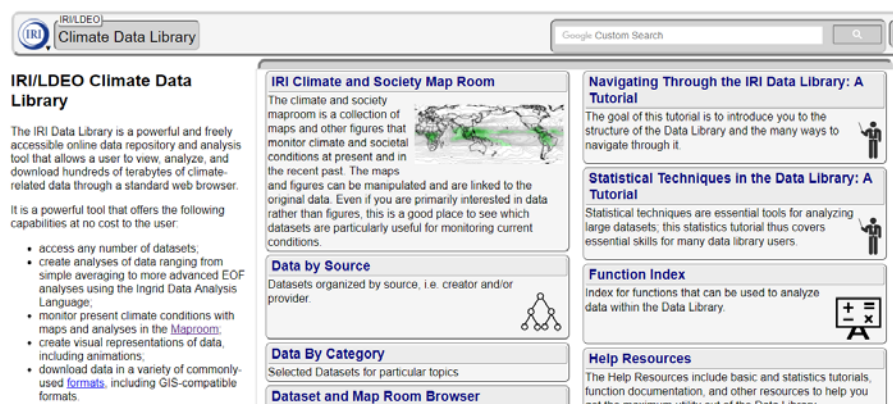 IRI/LDEO
IRI
Climate Data Library
Google Custom Search
IRI/LDEO Climate Data
Library
The IRI Data Library is a powerful and freely
accessible online data repository and analysis
tool that allows a user to view, analyze, and
download hundreds of terabytes of climate-
related data through a standard web browser.
It is a powerful tool that offers the following
capabilities at no cost to the user:
• access any number of datasets;
• create analyses of data ranging from
simple averaging to more advanced EOF
analyses using the Ingrid Data Analysis
Language;
• monitor present climate conditions with
maps and analyses in the Maproom;
• create visual representations of data,
including animations;
• download data in a variety of commonly-
used formats, including GIS-compatible
formats.
IRI Climate and Society Map Room
The climate and society
maproom is a collection of
maps and other figures that
monitor climate and societal
conditions at present and in
the recent past. The maps
and figures can be manipulated and are linked to the
original data. Even if you are primarily interested in data
rather than figures, this is a good place to see which
datasets are particularly useful for monitoring current
conditions.
Data by Source
Datasets organized by source, i.e. creator and/or
provider.
Data By Category
Selected Datasets for particular topics
Dataset and Map Room Browser
Navigating Through the IRI Data Library: A
Tutorial
The goal of this tutorial is to introduce you to the
structure of the Data Library and the many ways to
navigate through it.
Statistical Techniques in the Data Library: A
Tutorial
Statistical techniques are essential tools for analyzing
large datasets; this statistics tutorial thus covers
essential skills for many data library users.
Function Index
Index for functions that can be used to analyze
data within the Data Library.
Help Resources
The Help Resources include basic and statistics tutorials,
function documentation, and other resources to help you
get the maximum utility out of the Data Library